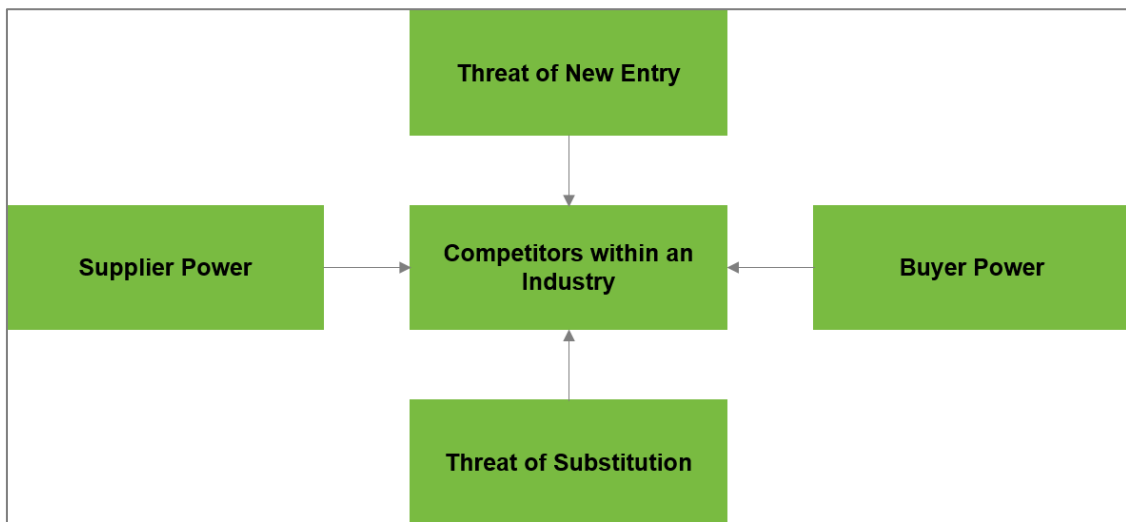 Threat of New Entry
Supplier Power
Competitors within an
Industry
Buyer Power
Threat of Substitution